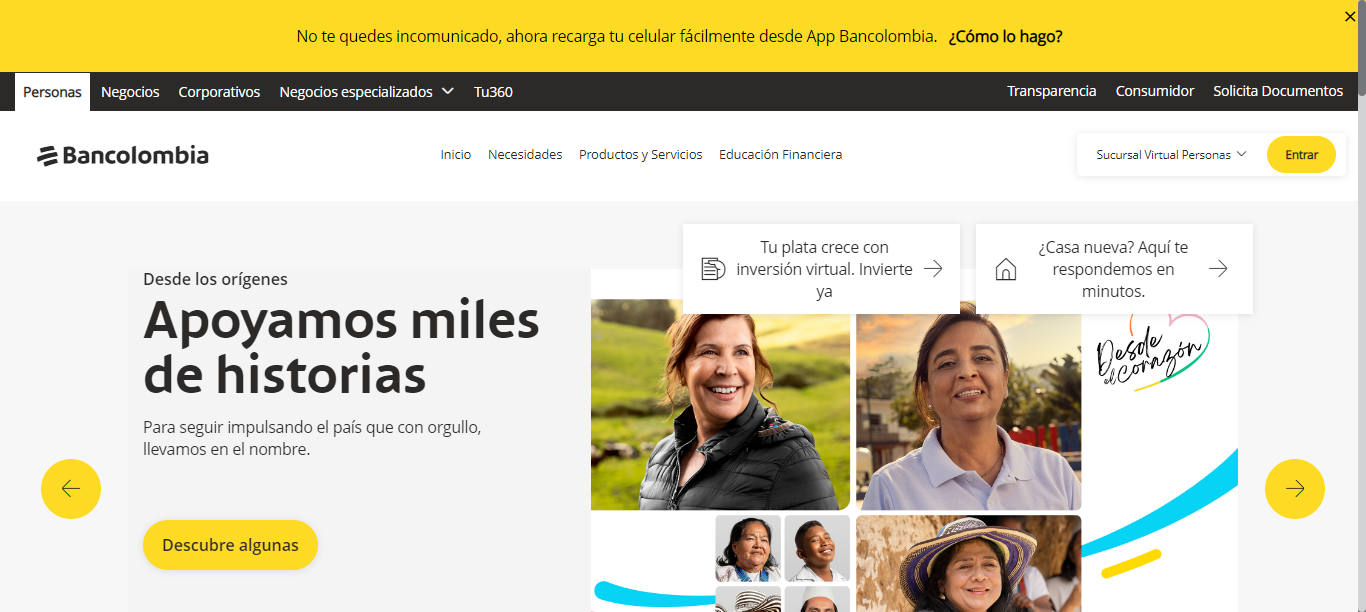 No te quedes incomunicado, ahora recarga tu celular fácilmente desde App Bancolombia. ¿Cómo lo hago?
Personas Negocios Corporativos Negocios especializados Tu360 Transparencia Consumidor Solicita Documentos
Bancolombia Inicio Necesidades Productos y Servicios Educación Financiera Sucursal Virtual Personas Entrar
Tu plata crece con
inversión virtual. Invierte
ya
¿Casa nueva? Aquí te
respondemos en
minutos.
Desde los orígenes
Apoyamos miles
de historias
Para seguir impulsando el país que con orgullo,
llevamos en el nombre.
Descubre algunas
Desde
el corazón